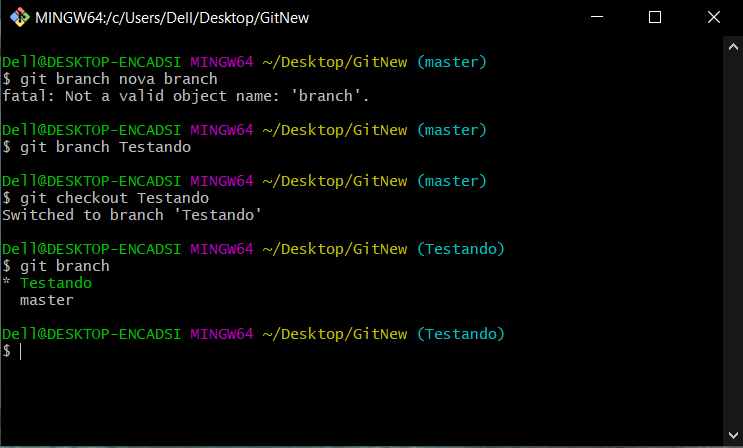 MINGW64:/c/Users/Dell/Desktop/GitNew
Dell@DESKTOP-ENCADSI MINGW64 ~/Desktop/GitNew (master)
$ git branch nova branch
fatal: Not a valid object name: 'branch'.
Dell@DESKTOP-ENCADSI MINGW64 ~/Desktop/GitNew (master)
$ git branch Testando
Dell@DESKTOP-ENCADSI MINGW64 ~/Desktop/GitNew (master)
$ git checkout Testando
Switched to branch 'Testando'
Dell@DESKTOP-ENCADSI MINGW64 ~/Desktop/GitNew (Testando)
$ git branch
* Testando
  master
Dell@DESKTOP-ENCADSI MINGW64 ~/Desktop/GitNew (Testando)
$